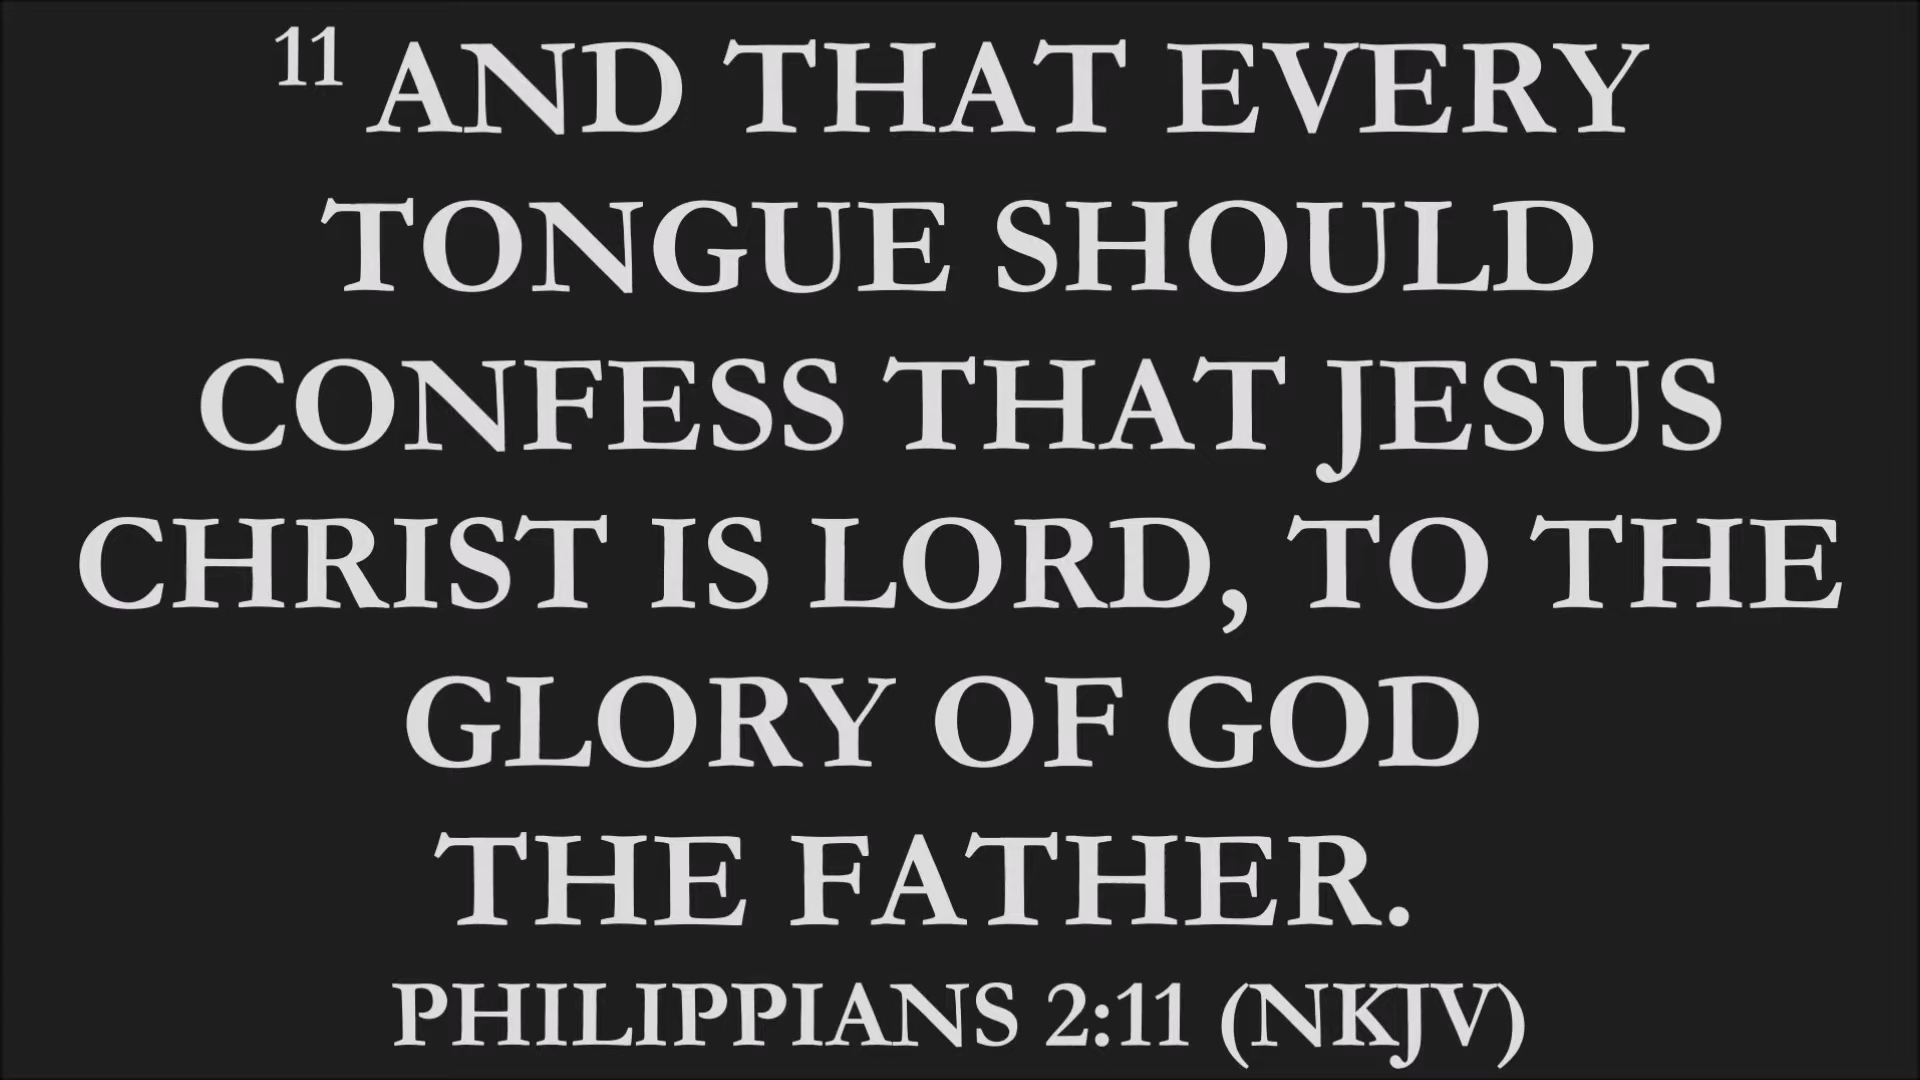 11 AND THAT EVERY
TONGUE SHOULD
CONFESS THAT JESUS
CHRIST IS LORD, TO THE
GLORY OF GOD
THE FATHER.
PHILIPPIANS 2:11 (NKJV)